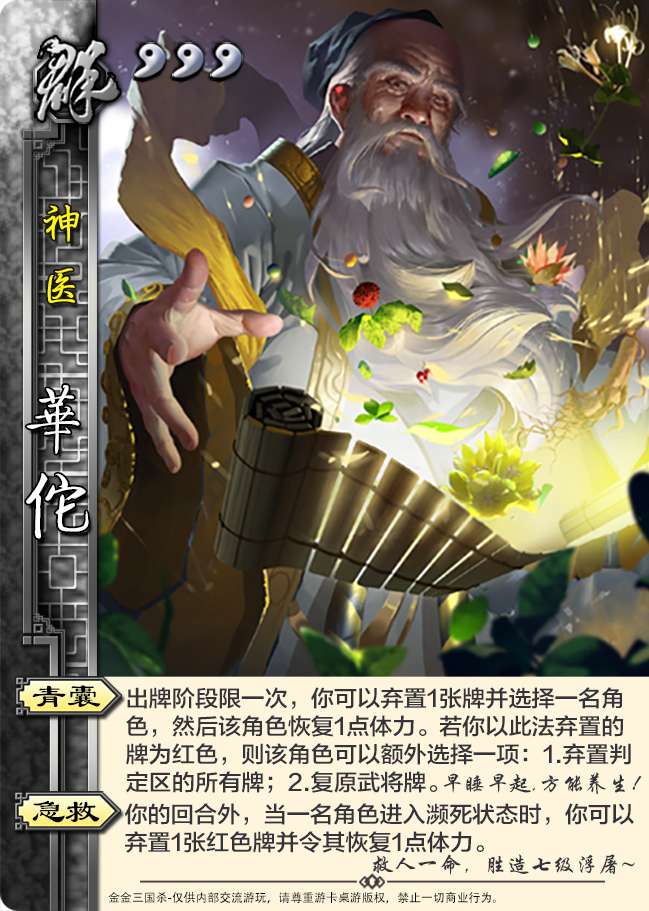 群 999
神医
華佗
青囊
出牌阶段限一次，你可以弃置1张牌并选择一名角
色，然后该角色恢复1点体力。若你以此法弃置的
牌为红色，则该角色可以额外选择一项：1.弃置判
定区的所有牌；2.复原武将牌。早睡早起，方能养生！
急救
你的回合外，当一名角色进入濒死状态时，你可以
弃置1张红色牌并令其恢复1点体力。
救人一命，胜造七级浮屠~
金金三国杀-仅供内部交流游玩，请尊重游卡桌游版权，禁止一切商业行为。